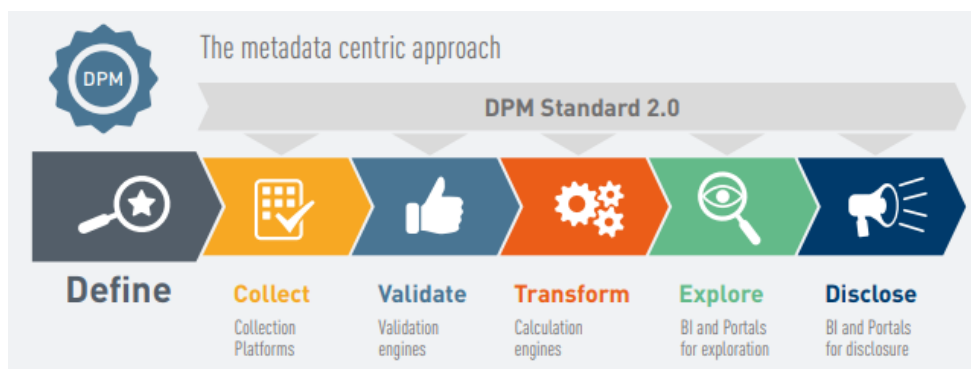 DPM
The metadata centric approach
DPM Standard 2.0
Define
Collect
Collection
Platforms
Validate
Validation
engines
Transform
Calculation
engines
Explore
BI and Portals
for exploration
Disclose
BI and Portals
for disclosure